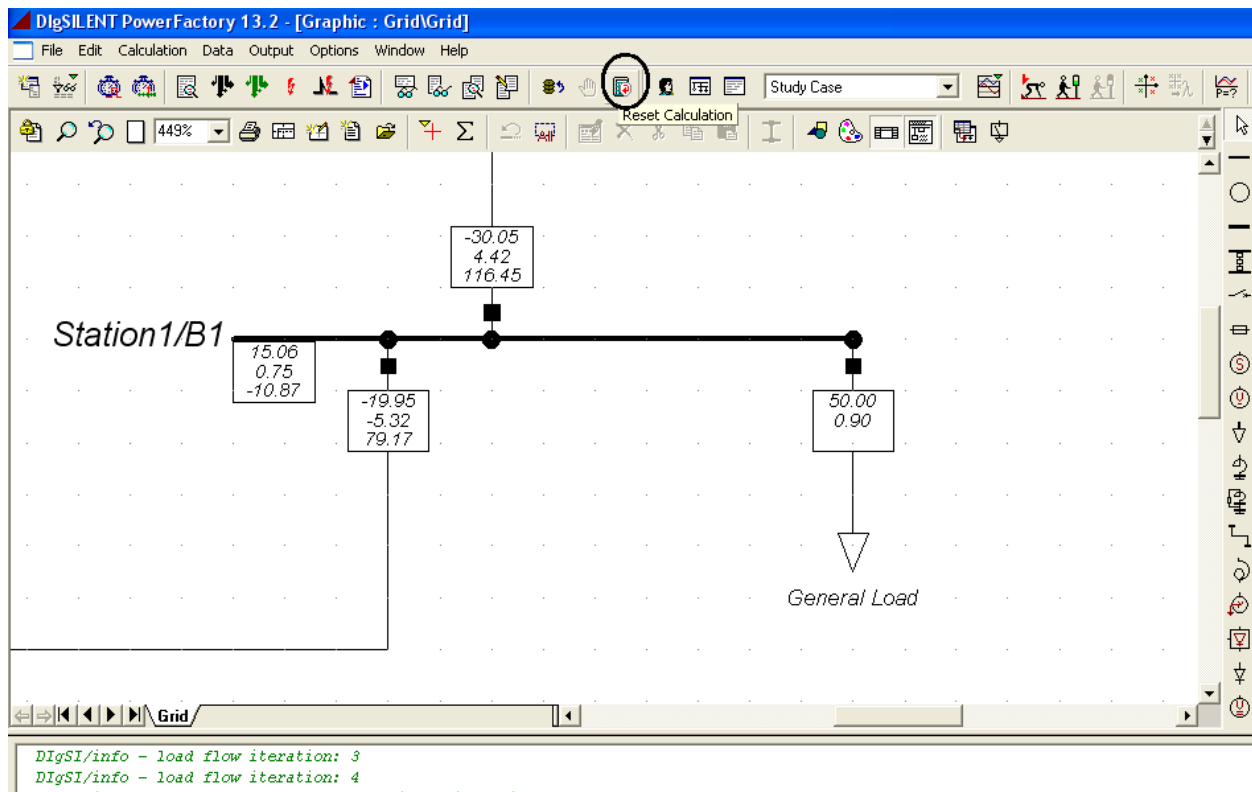 DIgSILENT PowerFactory 13.2 - [Graphic : Grid\Grid]
File Edit Calculation Data Output Options Window Help
Study Case
Reset Calculation
449%
-30.05
4.42
116.45
Station1/B1
15.06
0.75
-10.87
-19.95
-5.32
79.17
50.00
0.90
General Load
Grid
DIgSI/info - load flow iteration: 3
DIgSI/info - load flow iteration: 4